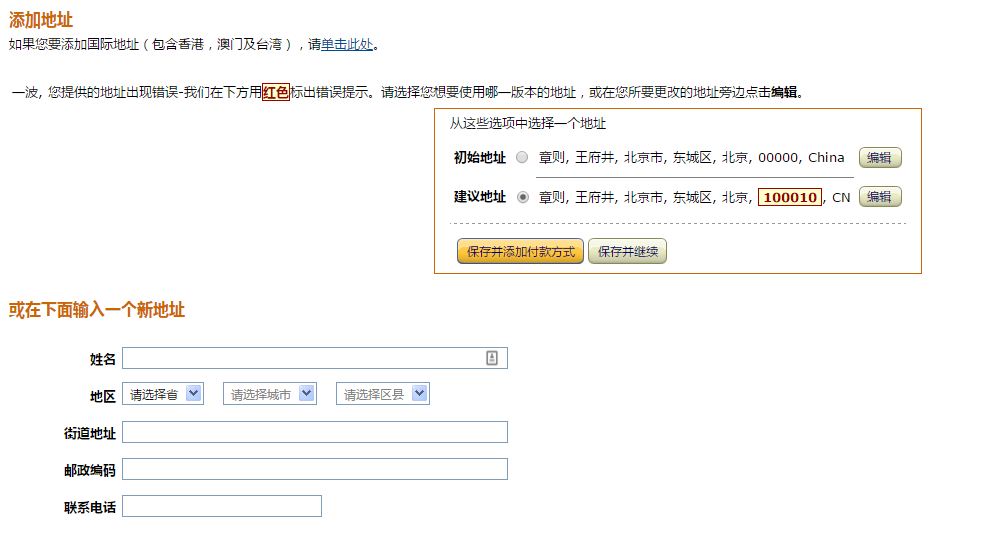 添加地址
如果您要添加国际地址（包含香港，澳门及台湾），请单击此处。
一波, 您提供的地址出现错误-我们在下方用红色标出错误提示。请选择您想要使用哪一版本的地址，或在您所要更改的地址旁边点击编辑。
从这些选项中选择一个地址
初始地址 章则, 王府井, 北京市, 东城区, 北京, 00000, China 编辑
建议地址 章则, 王府井, 北京市, 东城区, 北京, 100010, CN 编辑
保存并添加付款方式 保存并继续
或在下面输入一个新地址
姓名
地区 请选择省 请选择城市 请选择区县
街道地址
邮政编码
联系电话